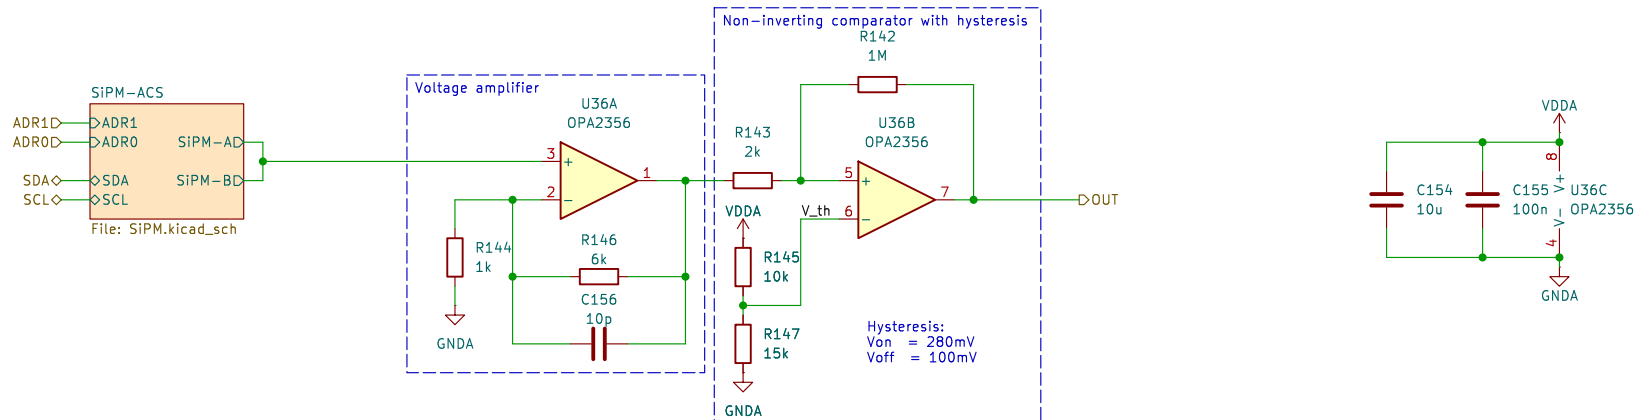 SiPM-ACS
ADR1
ADR1
ADR0
ADR0
SiPM-A
SDA
SDA
SiPM-B
SCL
SCL
File: SiPM.kicad_sch
Voltage amplifier
U36A
OPA2356
3
+
1
2
−
R144
1k
GNDA
R146
6k
C156
10p
Non-inverting comparator with hysteresis
R142
1M
R143
2k
U36B
OPA2356
5
+
7
6
−
OUT
V_th
VDDA
R145
10k
R147
15k
GNDA
Hysteresis:
Von  = 280mV
Voff  = 100mV
VDDA
8
V+
C154
10u
C155
100n
U36C
OPA2356
V−
4
GNDA